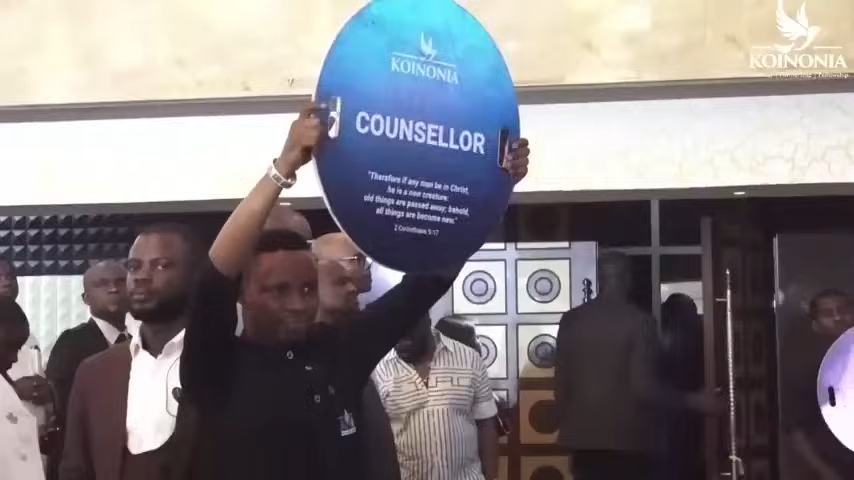 KOINONIA
COUNSELLOR
"Therefore if any man be in Christ,
he is a new creature:
old things are passed away; behold,
all things are become new."
2 Corinthians 5:17
KOINONIA